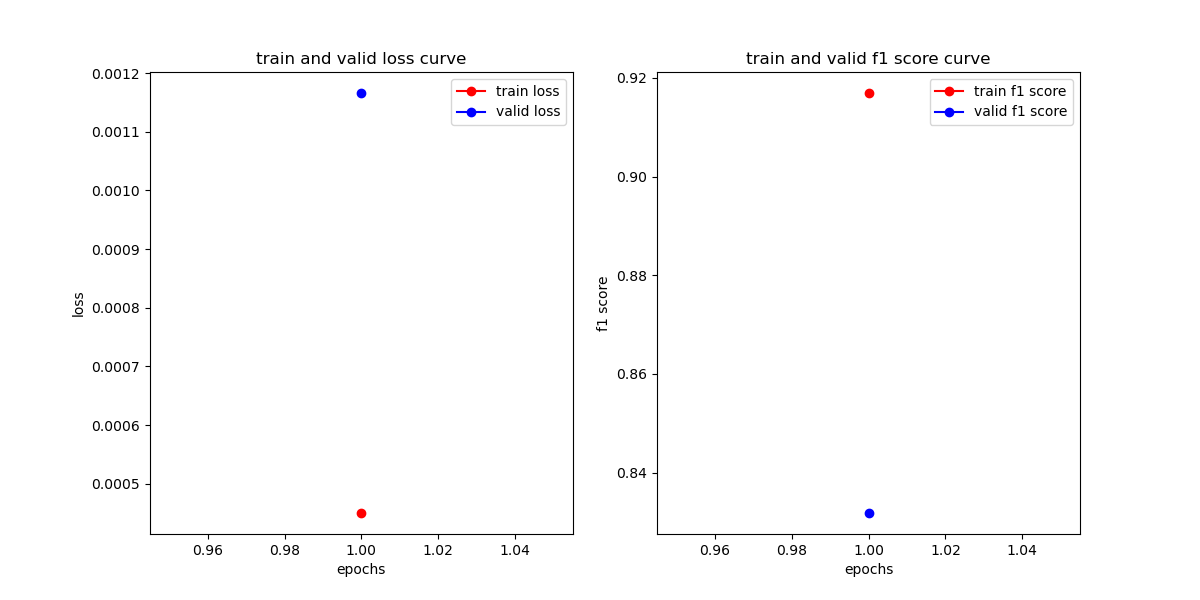 train and valid loss curve
0.0012
0.0011
0.0010
0.0009
0.0008
0.0007
0.0006
0.0005
loss
train loss
valid loss
0.96 0.98 1.00 1.02 1.04
epochs
train and valid f1 score curve
0.92
0.90
0.88
0.86
0.84
f1 score
train f1 score
valid f1 score
0.96 0.98 1.00 1.02 1.04
epochs